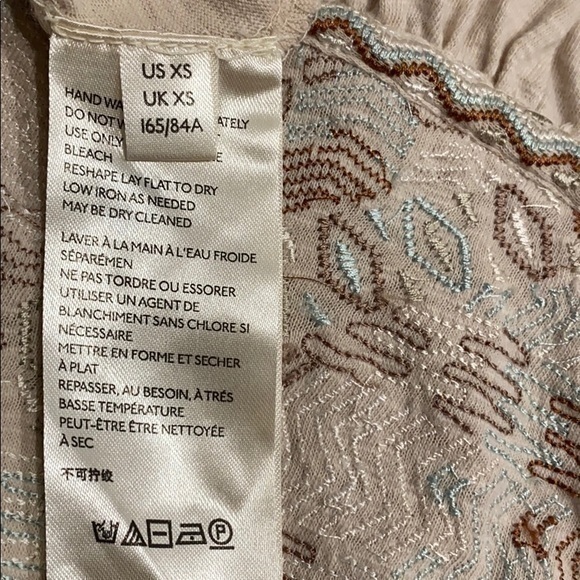 US XS
UK XS
165/84A
HAND ATELY
DO NOT
USE ONLY
BLEACH
RESHAPE LAY FLAT TO DRY
LOW IRON AS NEEDED
MAY BE DRY CLEANED
LAVER À LA MAIN À L'EAU FROIDE
SÉPARÉMEN
NE PAS TORDRE OU ESSORER
UTILISER UN AGENT DE
BLANCHIMENT SANS CHLORE SI
NÉCESSAIRE
METTRE EN FORME ET SECHER
À PLAT
REPASSER, AU BESOIN, À TRÉS
BASSE TEMPÉRATURE
PEUT-ÊTRE ÊTRE NETTOYÉE
À SEC
不可拧绞
P